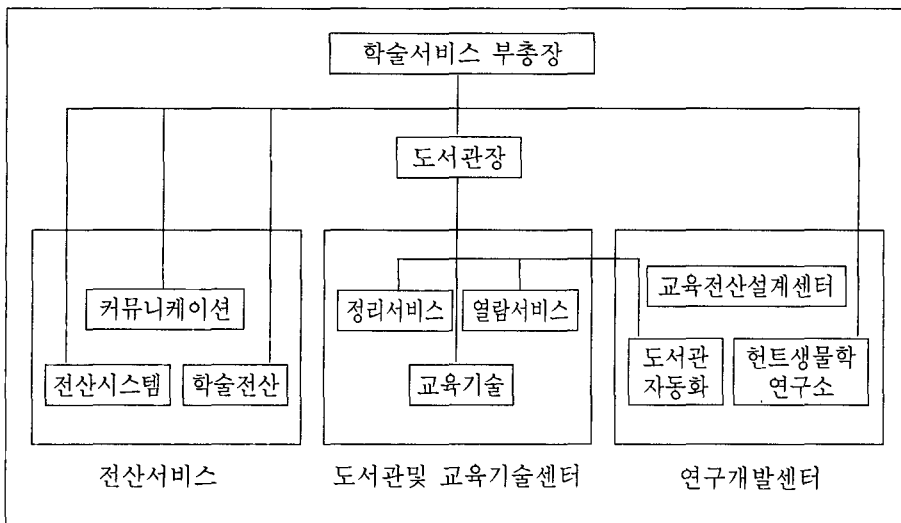 학술서비스 부총장
도서관장
커뮤니케이션
전산시스템
학술전산
정리서비스
열람서비스
교육기술
교육전산설계센터
도서관
자동화
헌트생물학
연구소
전산서비스
도서관및 교육기술센터
연구개발센터